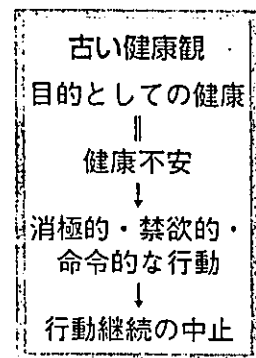 古い健康観
目的としての健康
‖
健康不安
↓
消極的・禁欲的・
命令的な行動
↓
行動継続の中止